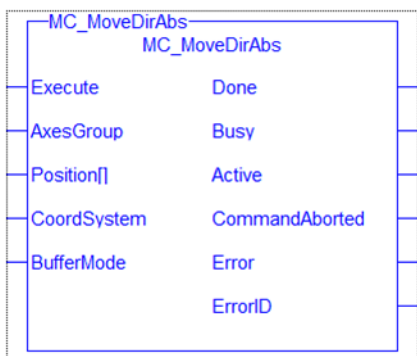 MC_MoveDirAbs
MC_MoveDirAbs
Execute Done
AxesGroup Busy
Position[] Active
CoordSystem CommandAborted
BufferMode Error
ErrorID